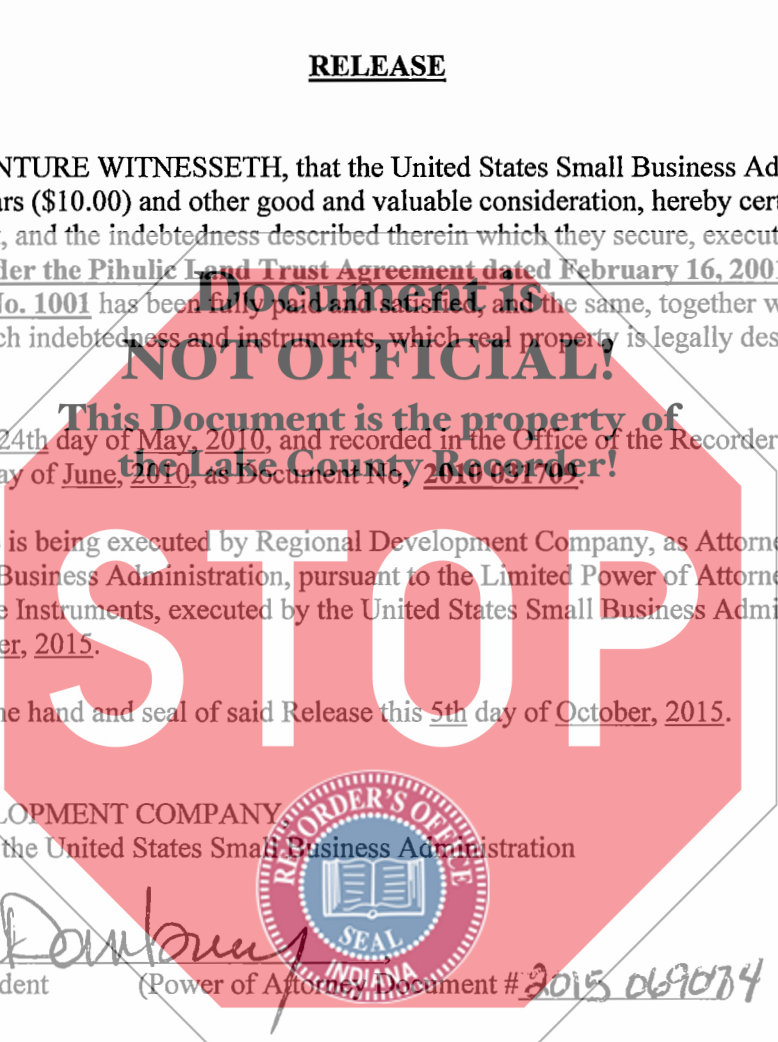 RELEASE
NTURE WITNESSETH, that the United States Small Business Ad
ars ($10.00) and other good and valuable consideration, hereby cert
, and the indebtedness described therein which they secure, execut
der the Pihulic Land Trust Agreement dated February 16, 2001
No. 1001 has been fully paid and satisfied, and the same, together w
Document is
ch indebtedness and instruments, which real property is legally des
NOT OFFICIAL!
This Document is the property of
24th day of May, 2010, and recorded in the Office of the Recorder
the Lake County Recorder!
ay of June, 2010, as Document No, 2010 031709.
STOP
is being executed by Regional Development Company, as Attorne
Business Administration, pursuant to the Limited Power of Attorne
e Instruments, executed by the United States Small Business Admi
er, 2015.
he hand and seal of said Release this 5th day of October, 2015.
LOPMENT COMPANY,
the United States Small Business Administration
RECORDER'S OFFICE
SEAL
INDIANA
dent (Power of Attorney Document # 2015 069074